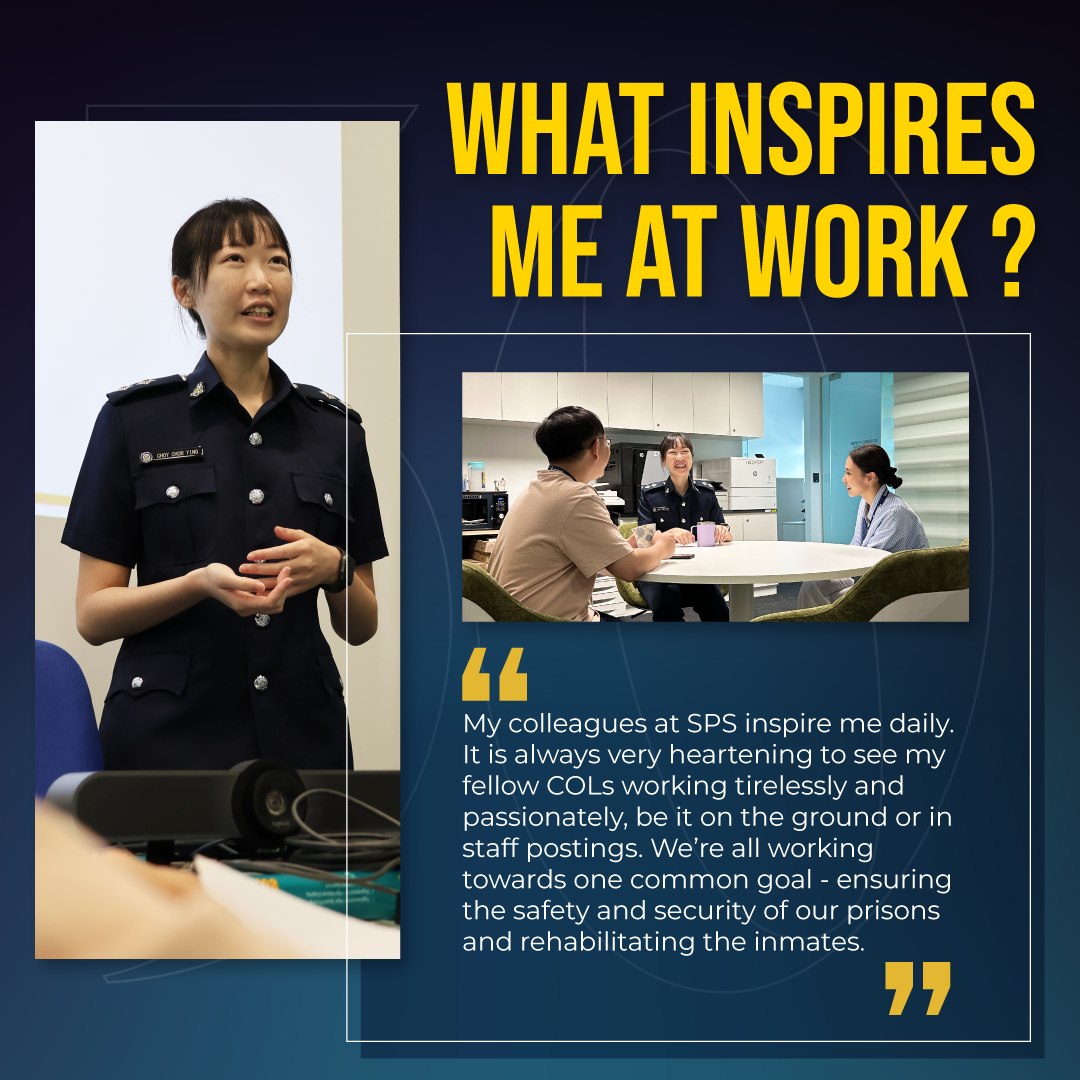 WHAT INSPIRES
ME AT WORK ?
CHOY CHOR YING
“
My colleagues at SPS inspire me daily.
It is always very heartening to see my
fellow COLs working tirelessly and
passionately, be it on the ground or in
staff postings. We’re all working
towards one common goal - ensuring
the safety and security of our prisons
and rehabilitating the inmates.
”